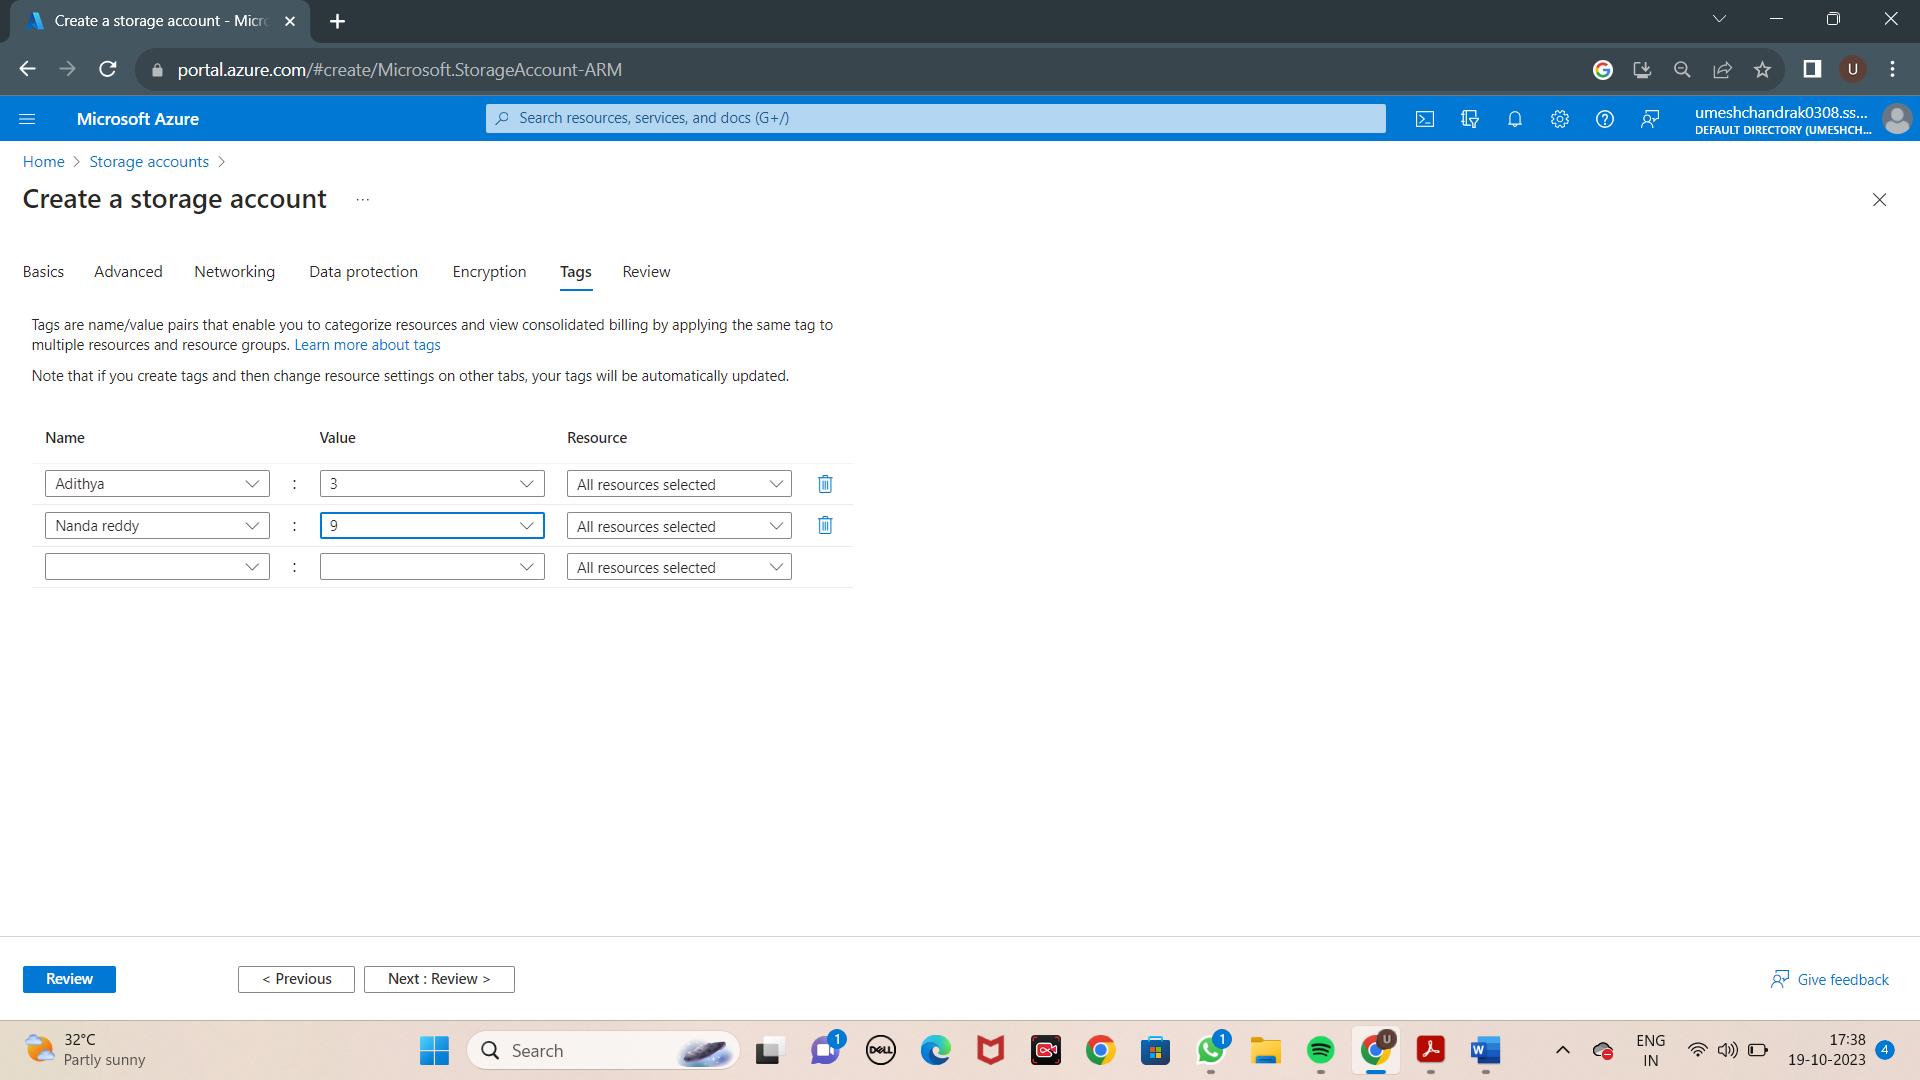 Create a storage account - Micro
portal.azure.com/#create/Microsoft.StorageAccount-ARM
U
Microsoft Azure
Search resources, services, and docs (G+/)
umeshchandrak0308.ss...
DEFAULT DIRECTORY (UMESHCH...
Home > Storage accounts >
Create a storage account ...
Basics Advanced Networking Data protection Encryption Tags Review
Tags are name/value pairs that enable you to categorize resources and view consolidated billing by applying the same tag to
multiple resources and resource groups. Learn more about tags
Note that if you create tags and then change resource settings on other tabs, your tags will be automatically updated.
Name Value Resource
Adithya : 3 All resources selected
Nanda reddy : 9 All resources selected
: All resources selected
Review < Previous Next : Review > Give feedback
32°C
Partly sunny
Search
1
DELL
1
U
W
ENG
IN
17:38
19-10-2023
4